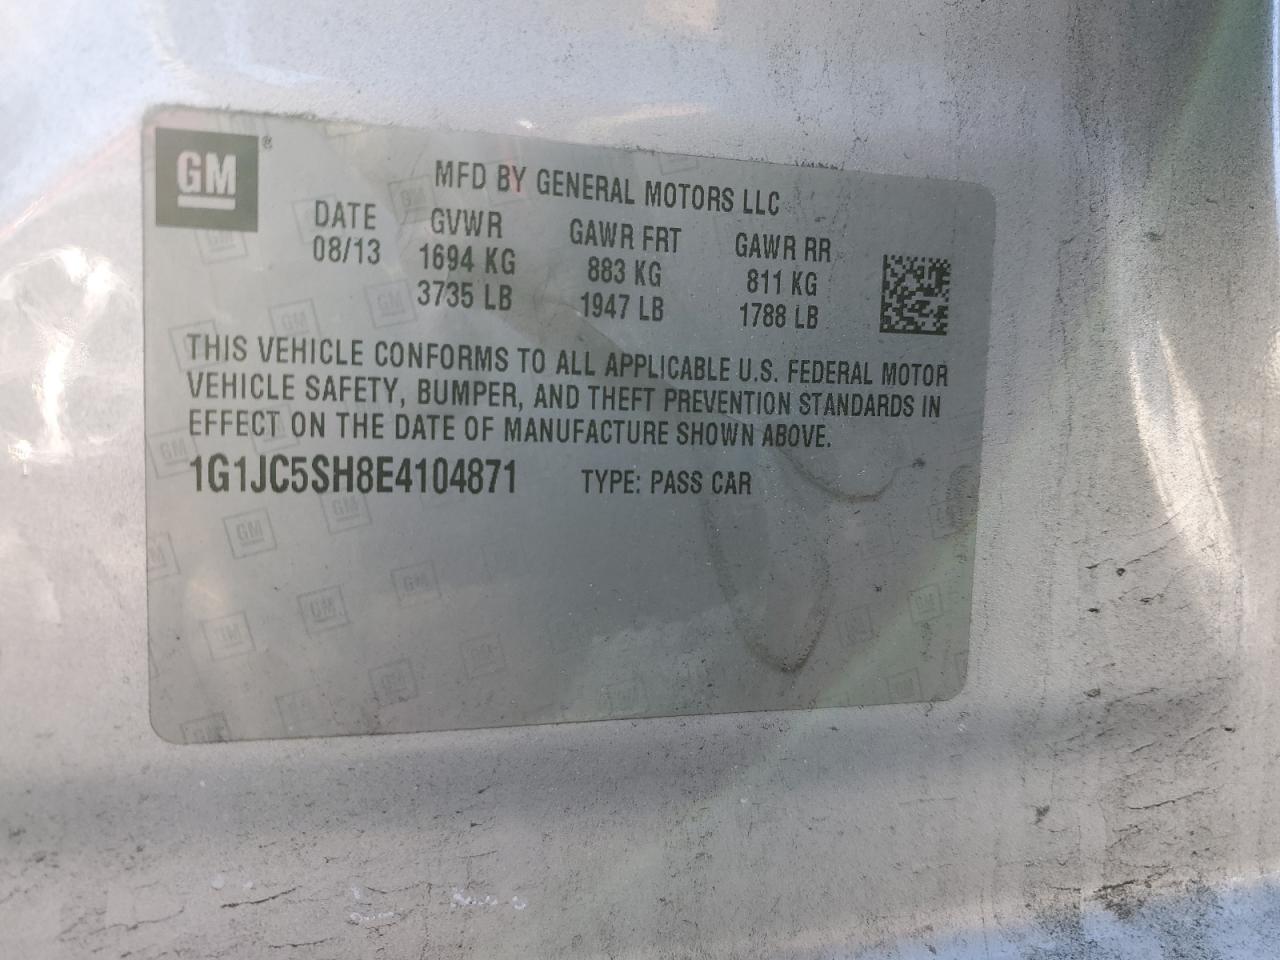 GM ®
MFD BY GENERAL MOTORS LLC
DATE GVWR GAWR FRT GAWR RR
08/13 1694 KG 883 KG 811 KG
3735 LB 1947 LB 1788 LB
THIS VEHICLE CONFORMS TO ALL APPLICABLE U.S. FEDERAL MOTOR
VEHICLE SAFETY, BUMPER, AND THEFT PREVENTION STANDARDS IN
EFFECT ON THE DATE OF MANUFACTURE SHOWN ABOVE.
1G1JC5SH8E4104871 TYPE: PASS CAR